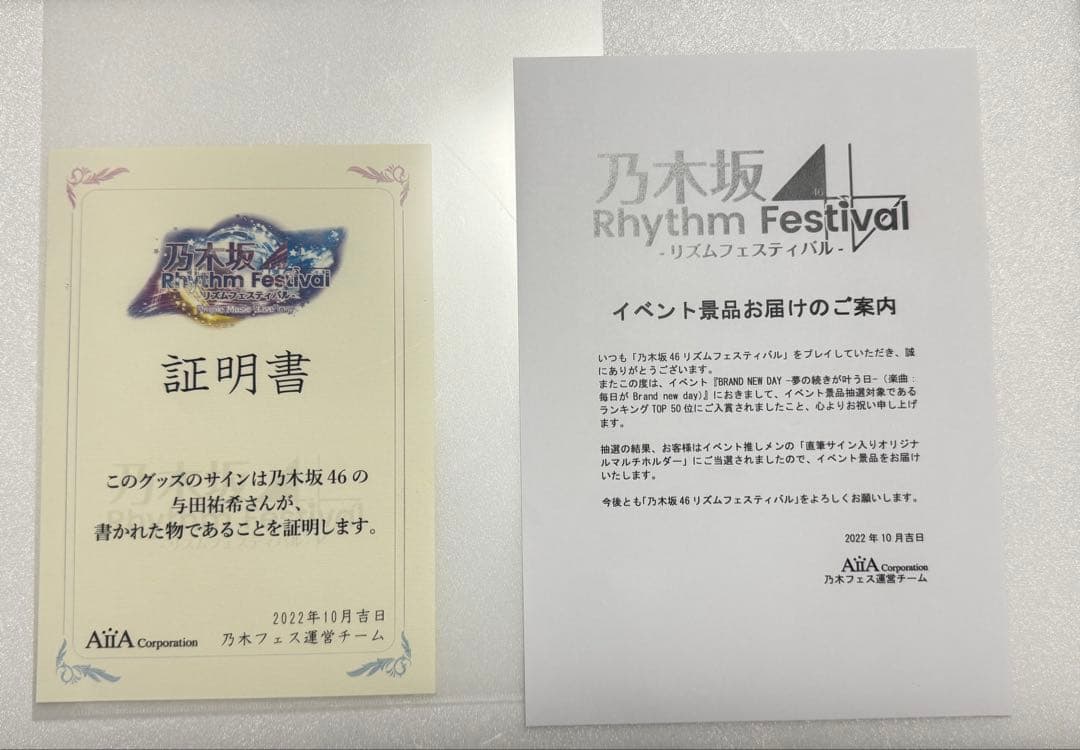 乃木坂46
Rhythm Festival
-リズムフェスティバル-
証明書
このグッズのサインは乃木坂46の
与田祐希さんが、
書かれた物であることを証明します。
2022年10月吉日
AiiA Corporation
乃木フェス運営チーム
乃木坂46
Rhythm Festival
-リズムフェスティバル-
イベント景品お届けのご案内
いつも「乃木坂46リズムフェスティバル」をプレイしていただき、誠
にありがとうございます。
またこの度は、イベント『BRAND NEW DAY -夢の続きが叶う日-（楽曲：
毎日がBrand new day)』におきまして、イベント景品抽選対象である
ランキングTOP 50位にご入賞されましたこと、心よりお祝い申し上げ
ます。
抽選の結果、お客様はイベント推しメンの「直筆サイン入りオリジナ
ルマルチホルダー」にご当選されましたので、イベント景品をお届け
いたします。
今後とも「乃木坂46リズムフェスティバル」をよろしくお願いします。
2022年10月吉日
AiiA Corporation
乃木フェス運営チーム